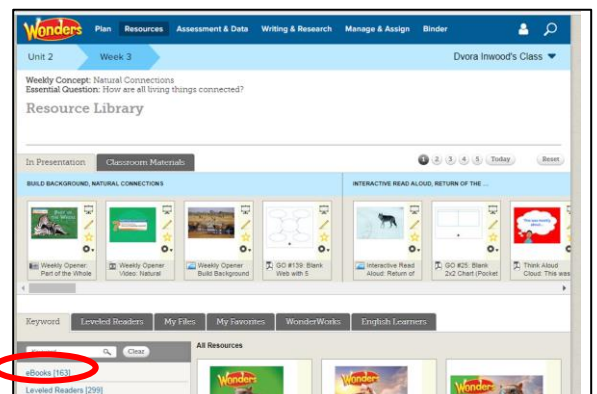 Wonders Plan Resources Assessment & Data Writing & Research Manage & Assign Binder
Unit 2 Week 3 Dvora Inwood's Class
Weekly Concept: Natural Connections
Essential Question: How are all living things connected?
Resource Library
In Presentation Classroom Materials 1 2 3 4 5 Today Reset
BUILD BACKGROUND, NATURAL CONNECTIONS INTERACTIVE READ ALOUD, RETURN OF THE ...
Weekly Opener: Part of the Whole
Weekly Opener Video: Natural
Weekly Opener Build Background
GO #139: Blank Web with 5
Interactive Read Aloud: Return of
GO #25: Blank 2x2 Chart (Pocket
Think Aloud Cloud: This was
Keyword Leveled Readers My Files My Favorites WonderWorks English Learners
Clear All Resources
eBooks [163]
Leveled Readers [299]
Wonders Wonders Wonders